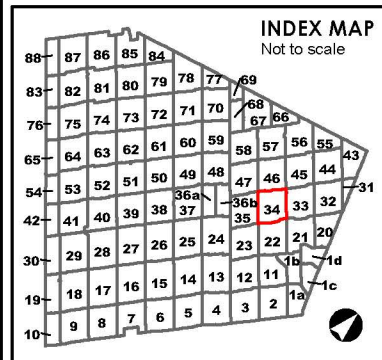 INDEX MAP
Not to scale
88 87 86 85 84
83 82 81 80 79 78 77 69
76 75 74 73 72 71 70 68 67 66
65 64 63 62 61 60 59 58 57 56 55 43
54 53 52 51 50 49 48 47 46 45 44 31
42 41 40 39 38 37 36a 36b 35 34 33 32
30 29 28 27 26 25 24 23 22 21 20
19 18 17 16 15 14 13 12 11 1b 1d
10 9 8 7 6 5 4 3 2 1a 1c